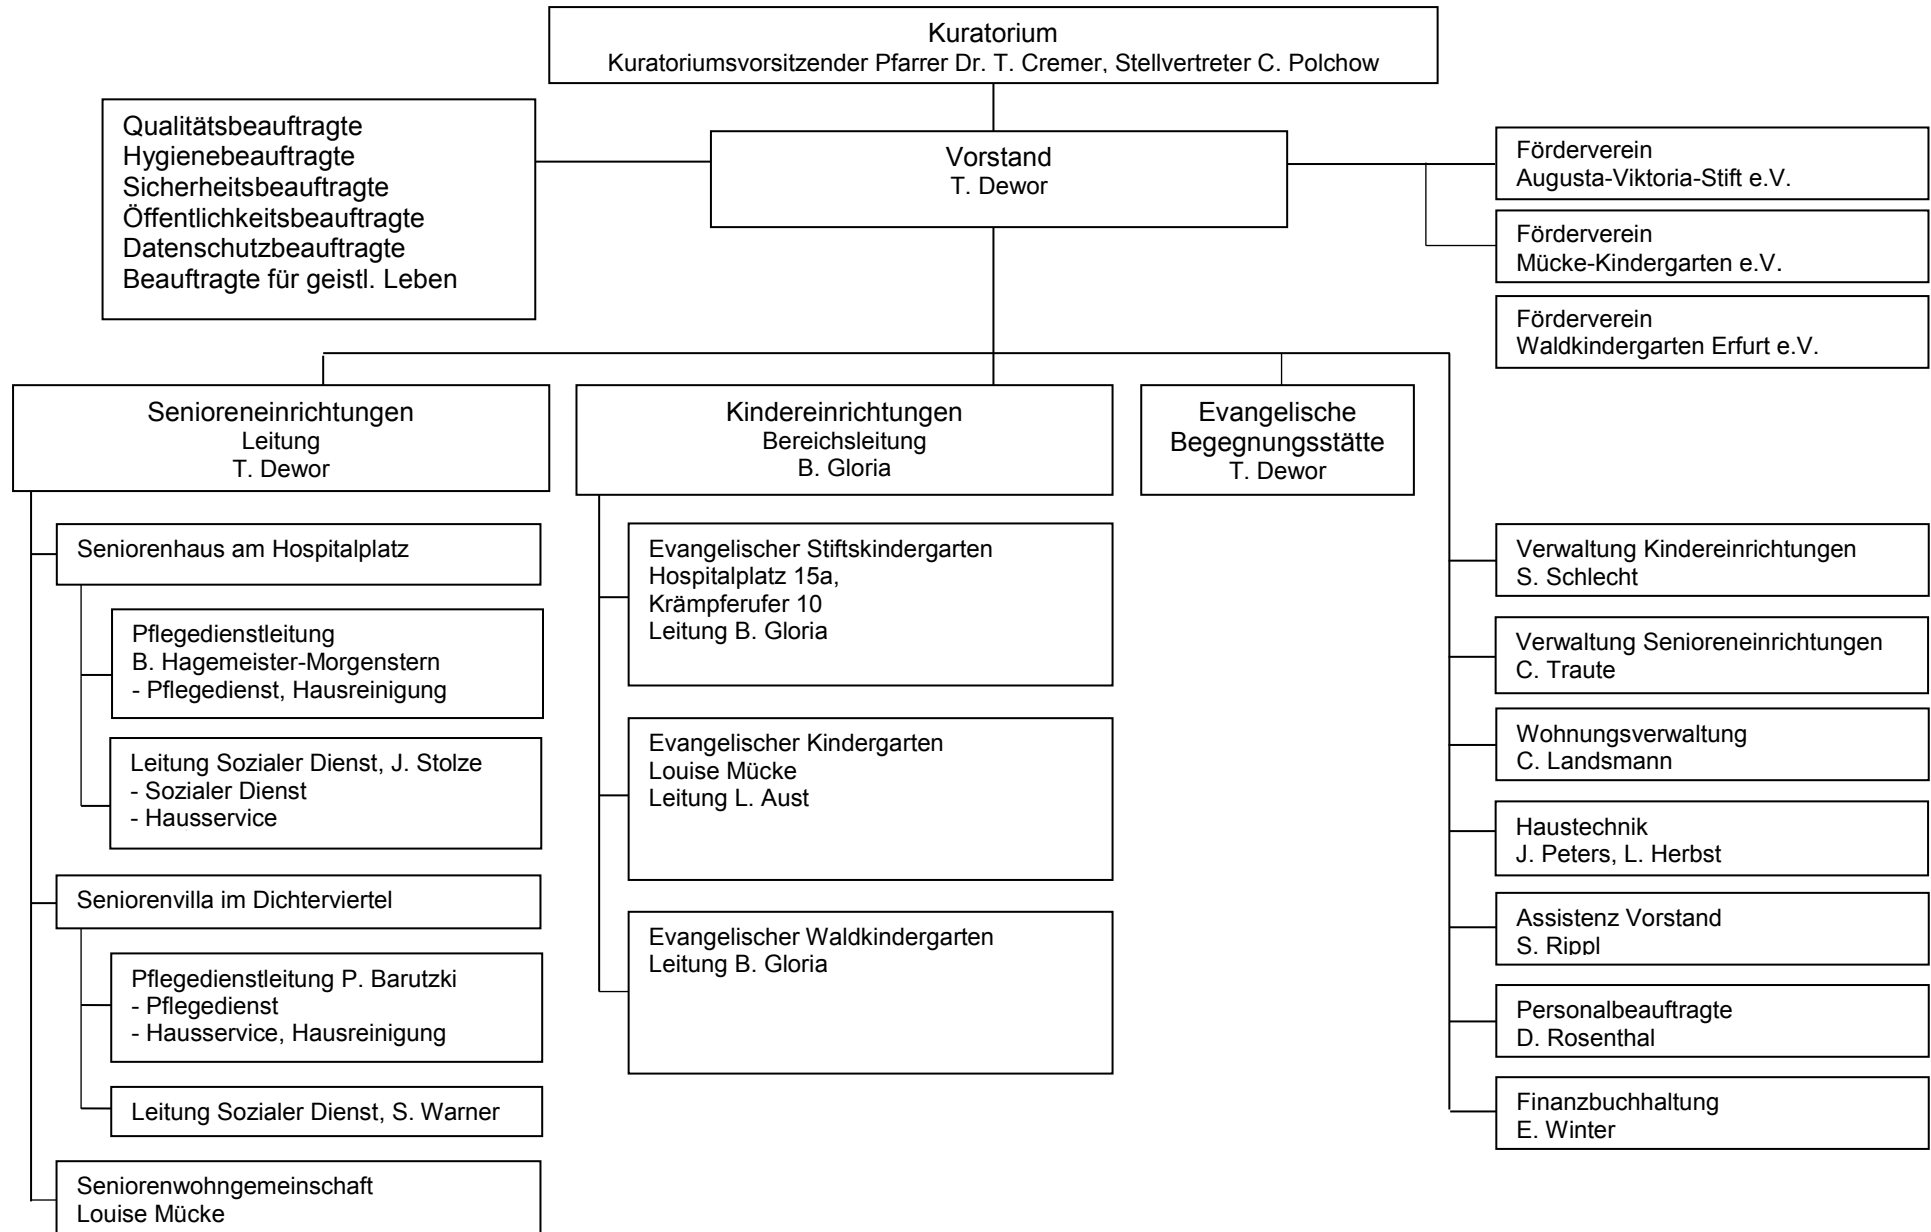 Kuratorium
Kuratoriumsvorsitzender Pfarrer Dr. T. Cremer, Stellvertreter C. Polchow
Qualitätsbeauftragte
Hygienebeauftragte
Sicherheitsbeauftragte
Öffentlichkeitsbeauftragte
Datenschutzbeauftragte
Beauftragte für geistl. Leben
Vorstand
T. Dewor
Förderverein
Augusta-Viktoria-Stift e.V.
Förderverein
Mücke-Kindergarten e.V.
Förderverein
Waldkindergarten Erfurt e.V.
Senioreneinrichtungen
Leitung
T. Dewor
Seniorenhaus am Hospitalplatz
Pflegedienstleitung
B. Hagemeister-Morgenstern
- Pflegedienst, Hausreinigung
Leitung Sozialer Dienst, J. Stolze
- Sozialer Dienst
- Hausservice
Seniorenvilla im Dichterviertel
Pflegedienstleitung P. Barutzki
- Pflegedienst
- Hausservice, Hausreinigung
Leitung Sozialer Dienst, S. Warner
Seniorenwohngemeinschaft
Louise Mücke
Kindereinrichtungen
Bereichsleitung
B. Gloria
Evangelischer Stiftskindergarten
Hospitalplatz 15a,
Krämpferufer 10
Leitung B. Gloria
Evangelischer Kindergarten
Louise Mücke
Leitung L. Aust
Evangelischer Waldkindergarten
Leitung B. Gloria
Evangelische
Begegnungsstätte
T. Dewor
Verwaltung Kindereinrichtungen
S. Schlecht
Verwaltung Senioreneinrichtungen
C. Traute
Wohnungsverwaltung
C. Landsmann
Haustechnik
J. Peters, L. Herbst
Assistenz Vorstand
S. Rippl
Personalbeauftragte
D. Rosenthal
Finanzbuchhaltung
E. Winter